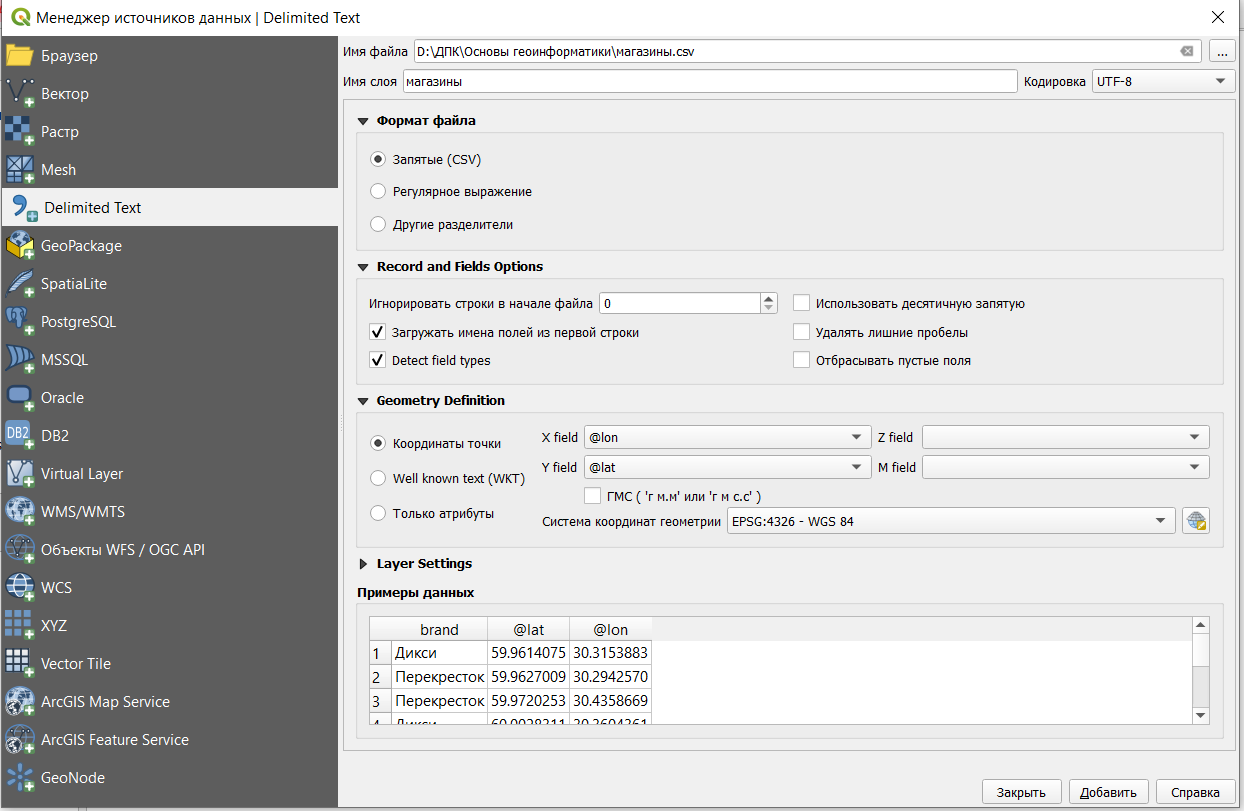 Менеджер источников данных | Delimited Text
Браузер
Вектор
Растр
Mesh
Delimited Text
GeoPackage
SpatiaLite
PostgreSQL
MSSQL
Oracle
DB2
DB2
Virtual Layer
WMS/WMTS
Объекты WFS / OGC API
WCS
XYZ
Vector Tile
ArcGIS Map Service
ArcGIS Feature Service
GeoNode
Имя файла D:\ДПК\Основы геоинформатики\магазины.csv ...
Имя слоя магазины Кодировка UTF-8
Формат файла
Запятые (CSV)
Регулярное выражение
Другие разделители
Record and Fields Options
Игнорировать строки в начале файла 0 Использовать десятичную запятую
Загружать имена полей из первой строки Удалять лишние пробелы
Detect field types Отбрасывать пустые поля
Geometry Definition
Координаты точки X field @lon Z field
Well known text (WKT) Y field @lat M field
ГМС ( 'г м.м' или 'г м с.с' )
Только атрибуты Система координат геометрии EPSG:4326 - WGS 84
Layer Settings
Примеры данных
brand @lat @lon
1 Дикси 59.9614075 30.3153883
2 Перекресток 59.9627009 30.2942570
3 Перекресток 59.9720253 30.4358669
4 Дикси
Закрыть Добавить Справка